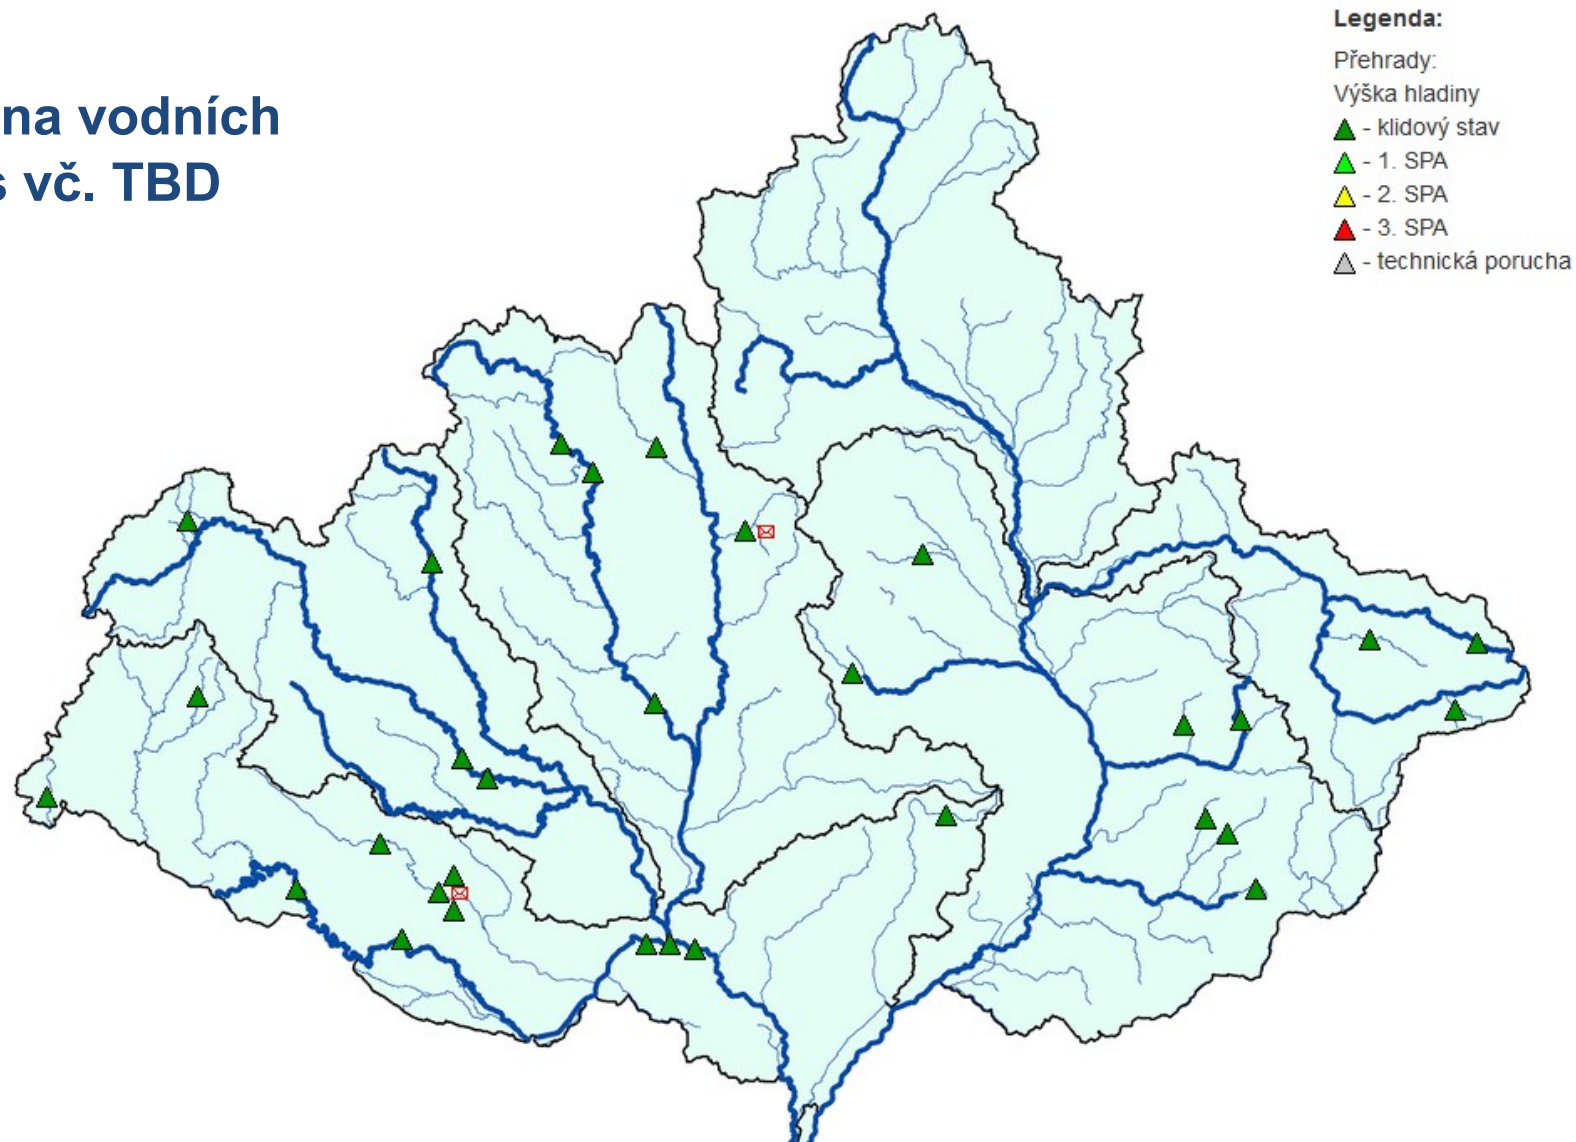 na vodních
s vč. TBD
Legenda:
Přehrady:
Výška hladiny
- klidový stav
- 1. SPA
- 2. SPA
- 3. SPA
- technická porucha